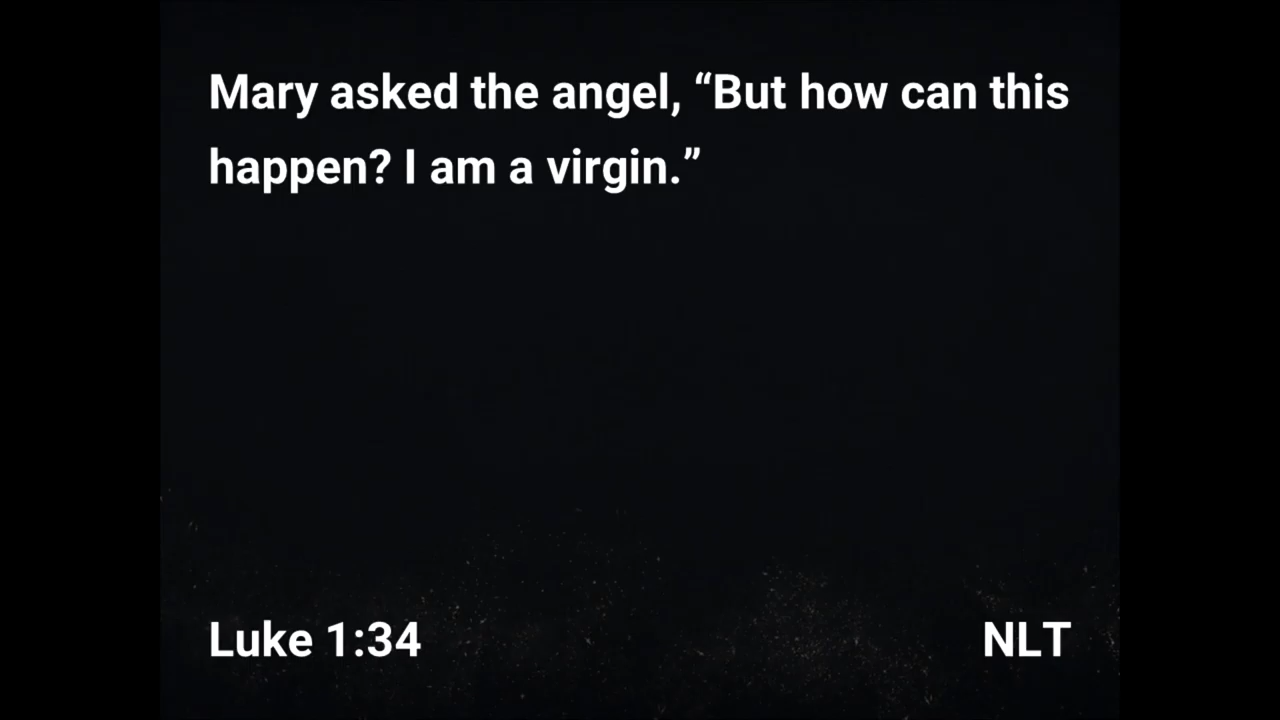 Mary asked the angel, “But how can this
happen? I am a virgin.”
Luke 1:34
NLT